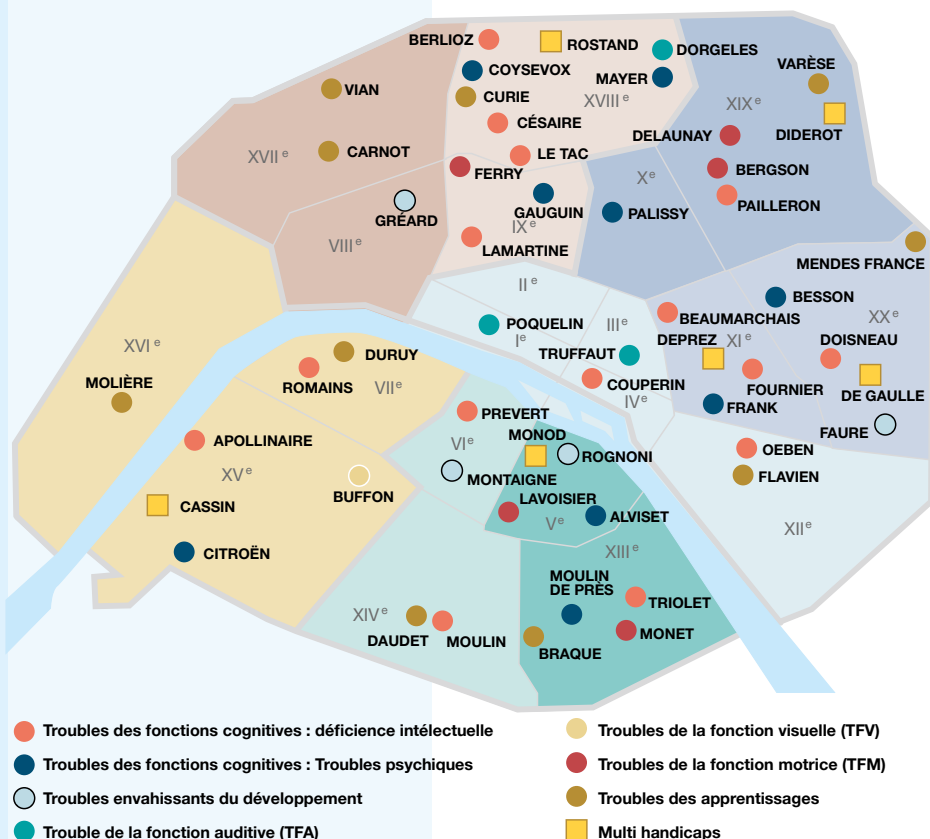 BERLIOZ
ROSTAND
DORGELES
VARÈSE
COYSEVOX
MAYER
VIAN
CURIE
XVIII e
XIX e
CÉSAIRE
DELAUNAY
DIDEROT
XVII e
CARNOT
LE TAC
FERRY
BERGSON
X e
GRÉARD
GAUGUIN
PALISSY
PAILLERON
IX e
VIII e
LAMARTINE
MENDES FRANCE
II e
BESSON
POQUELIN
III e
BEAUMARCHAIS
XX e
I e
DEPREZ
XI e
DOISNEAU
XVI e
DURUY
TRUFFAUT
MOLIÈRE
ROMAINS
VII e
COUPERIN
FOURNIER
DE GAULLE
IV e
FRANK
PREVERT
FAURE
APOLLINAIRE
VI e
MONOD
ROGNONI
OEBEN
XV e
MONTAIGNE
FLAVIEN
BUFFON
LAVOISIER
CASSIN
V e
ALVISET
XII e
CITROËN
XIII e
MOULIN
DE PRÈS
TRIOLET
XIV e
DAUDET
MOULIN
MONET
BRAQUE
Troubles des fonctions cognitives : déficience intélectuelle
Troubles des fonctions cognitives : Troubles psychiques
Troubles envahissants du développement
Trouble de la fonction auditive (TFA)
Troubles de la fonction visuelle (TFV)
Troubles de la fonction motrice (TFM)
Troubles des apprentissages
Multi handicaps